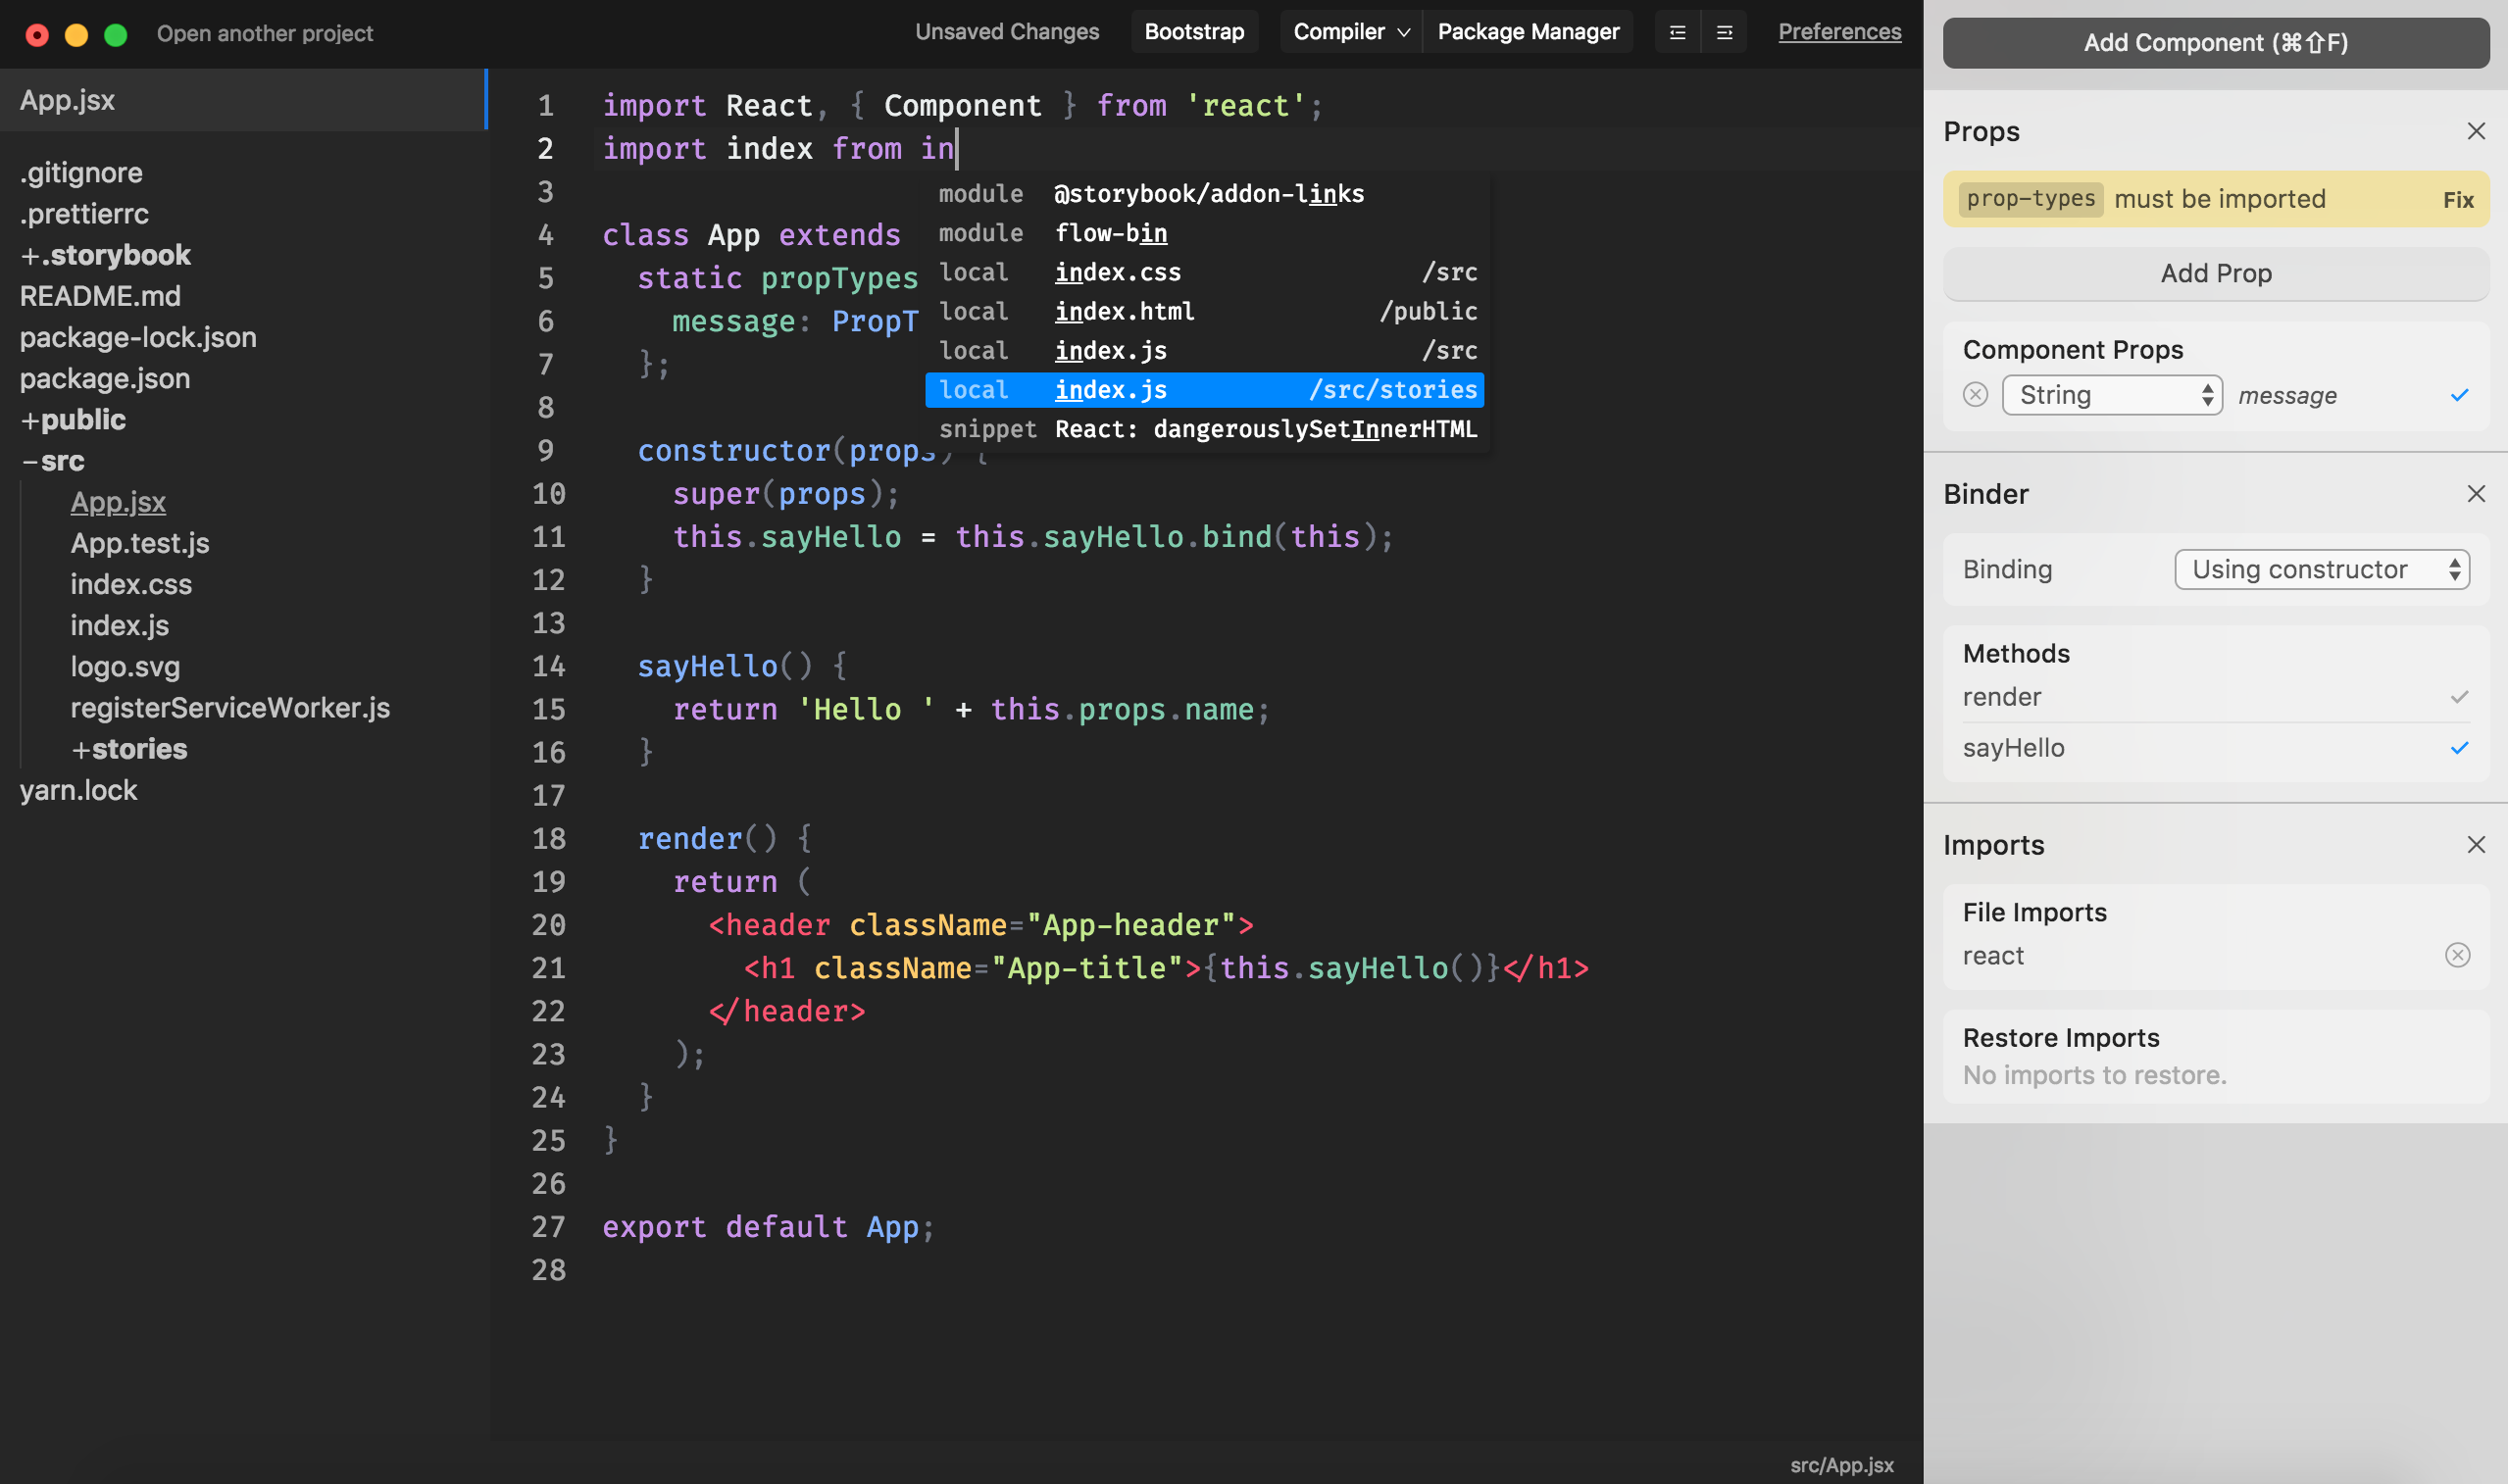 Open another project
Unsaved Changes
Bootstrap
Compiler
Package Manager
Preferences
App.jsx
.gitignore
.prettierrc
+.storybook
README.md
package-lock.json
package.json
+public
–src
App.jsx
App.test.js
index.css
index.js
logo.svg
registerServiceWorker.js
+stories
yarn.lock
1 import React, { Component } from 'react';
2 import index from in
3
4 class App extends
5 static propTypes
6 message: PropT
7 };
8
9 constructor(props) {
10 super(props);
11 this.sayHello = this.sayHello.bind(this);
12 }
13
14 sayHello() {
15 return 'Hello ' + this.props.name;
16 }
17
18 render() {
19 return (
20 <header className="App-header">
21 <h1 className="App-title">{this.sayHello()}</h1>
22 </header>
23 );
24 }
25 }
26
27 export default App;
28
module @storybook/addon-links
module flow-bin
local index.css /src
local index.html /public
local index.js /src
local index.js /src/stories
snippet React: dangerouslySetInnerHTML
src/App.jsx
Add Component (⌘⇧F)
Props
prop-types must be imported Fix
Add Prop
Component Props
String message
Binder
Binding Using constructor
Methods
render
sayHello
Imports
File Imports
react
Restore Imports
No imports to restore.